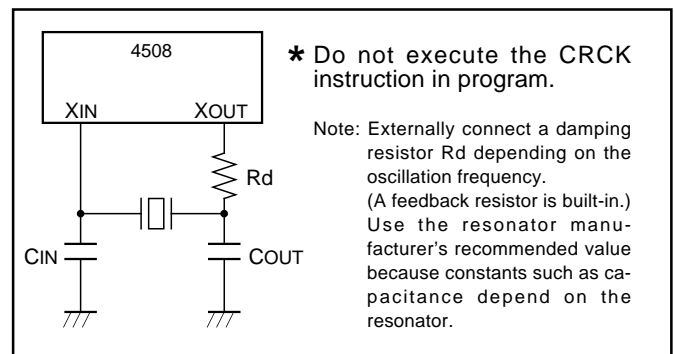 4508
XIN
XOUT
Rd
CIN
COUT
* Do not execute the CRCK
instruction in program.
Note: Externally connect a damping
resistor Rd depending on the
oscillation frequency.
(A feedback resistor is built-in.)
Use the resonator manu-
facturer's recommended value
because constants such as ca-
pacitance depend on the
resonator.